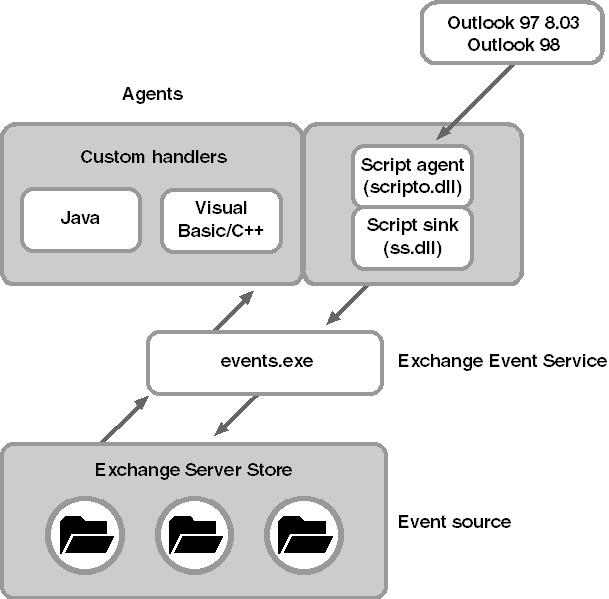 Outlook 97 8.03
Outlook 98
Agents
Custom handlers
Java
Visual
Basic/C++
Script agent
(scripto.dll)
Script sink
(ss.dll)
events.exe
Exchange Event Service
Exchange Server Store
Event source